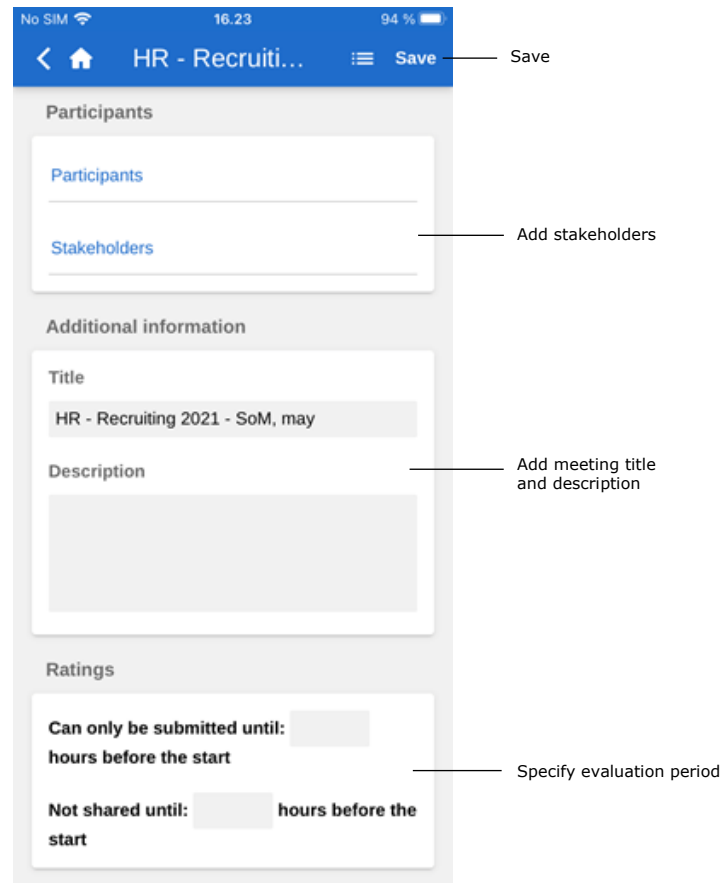 No SIM 16.23 94 %
HR - Recruiti... Save
Save
Participants
Participants
Stakeholders
Add stakeholders
Additional information
Title
HR - Recruiting 2021 - SoM, may
Description
Add meeting title
and description
Ratings
Can only be submitted until:
hours before the start
Specify evaluation period
Not shared until: hours before the
start